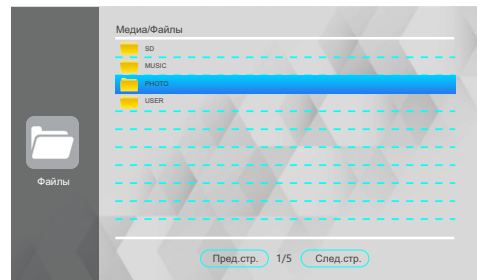 Медиа/Файлы
SD
MUSIC
PHOTO
USER
Файлы
Пред.стр. 1/5 След.стр.